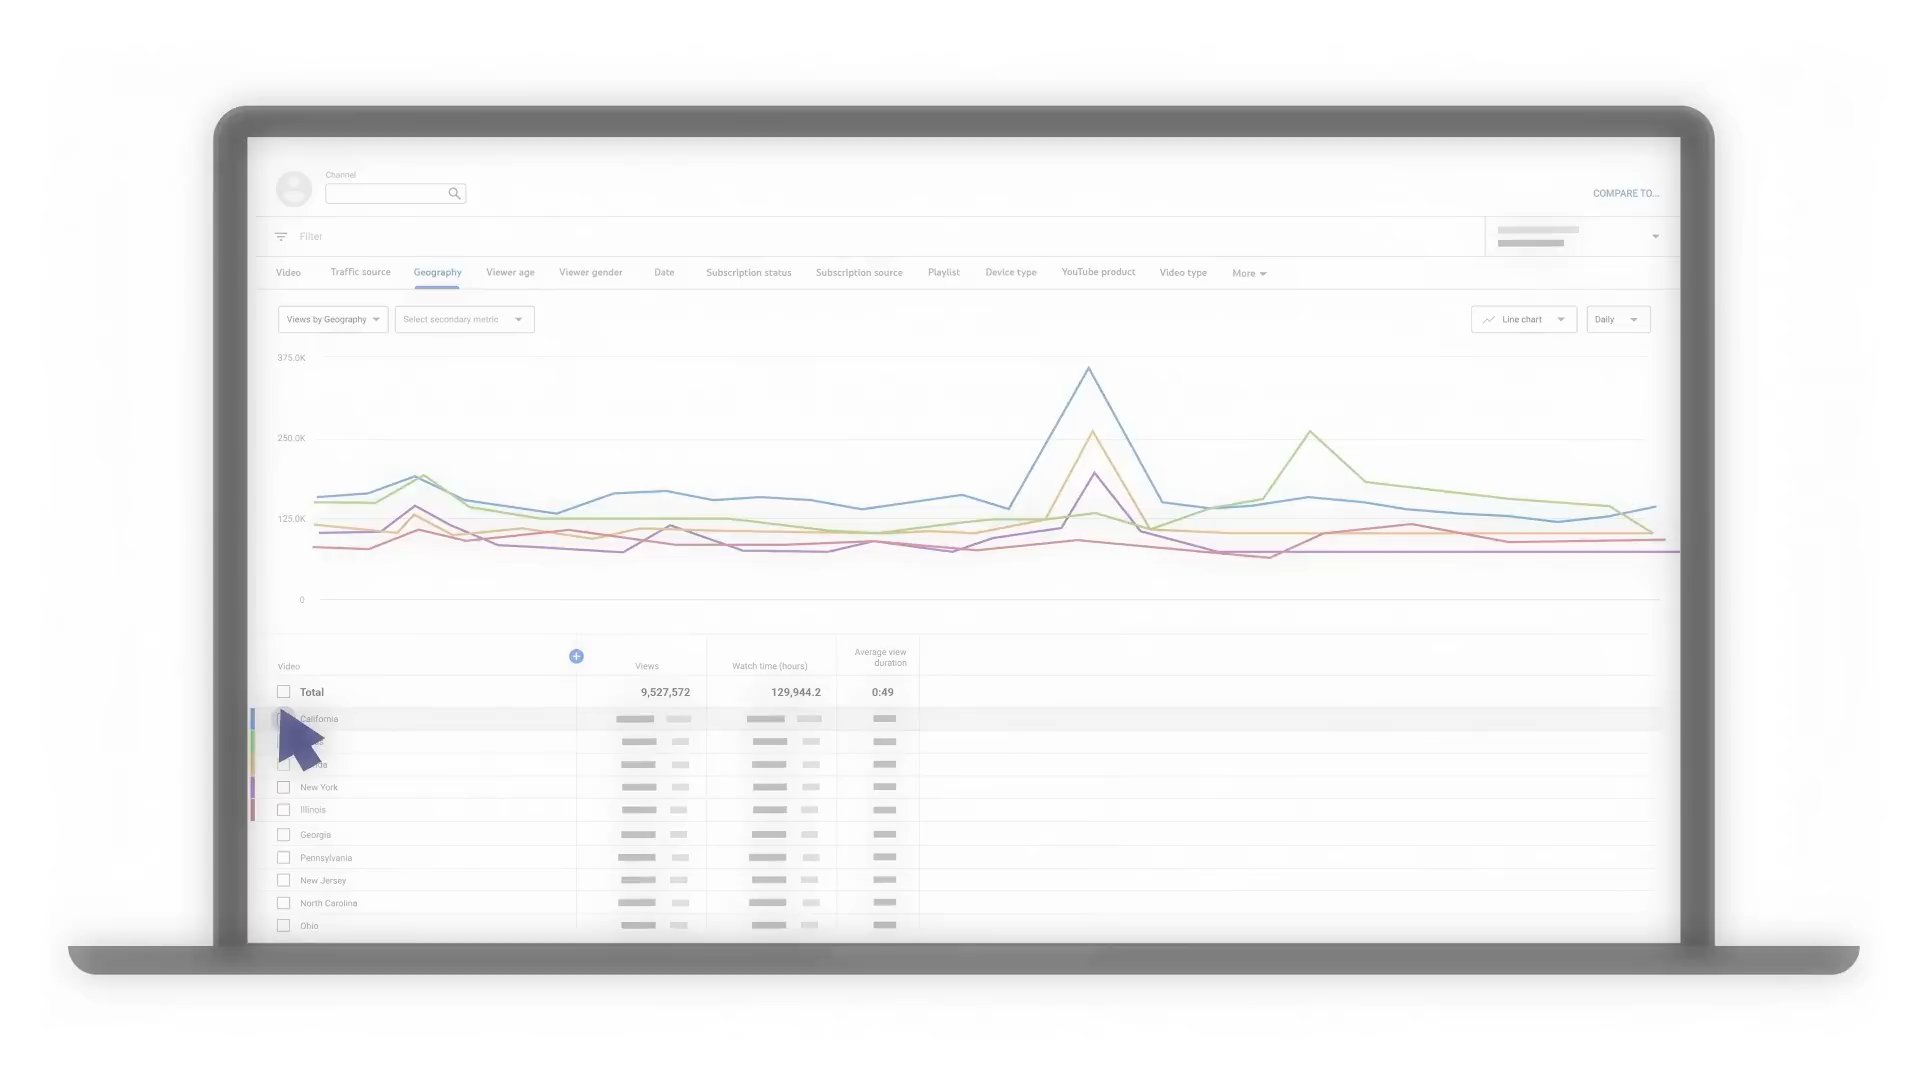 Channel
COMPARE TO...
Filter
Video Traffic source Geography Viewer age Viewer gender Date Subscription status Subscription source Playlist Device type YouTube product Video type More
Views by Geography Select secondary metric Line chart Daily
375.0K
250.0K
125.0K
0
Video Views Watch time (hours) Average view
duration
Total 9,527,572 129,944.2 0:49
California
New York
Illinois
Georgia
Pennsylvania
New Jersey
North Carolina
Ohio